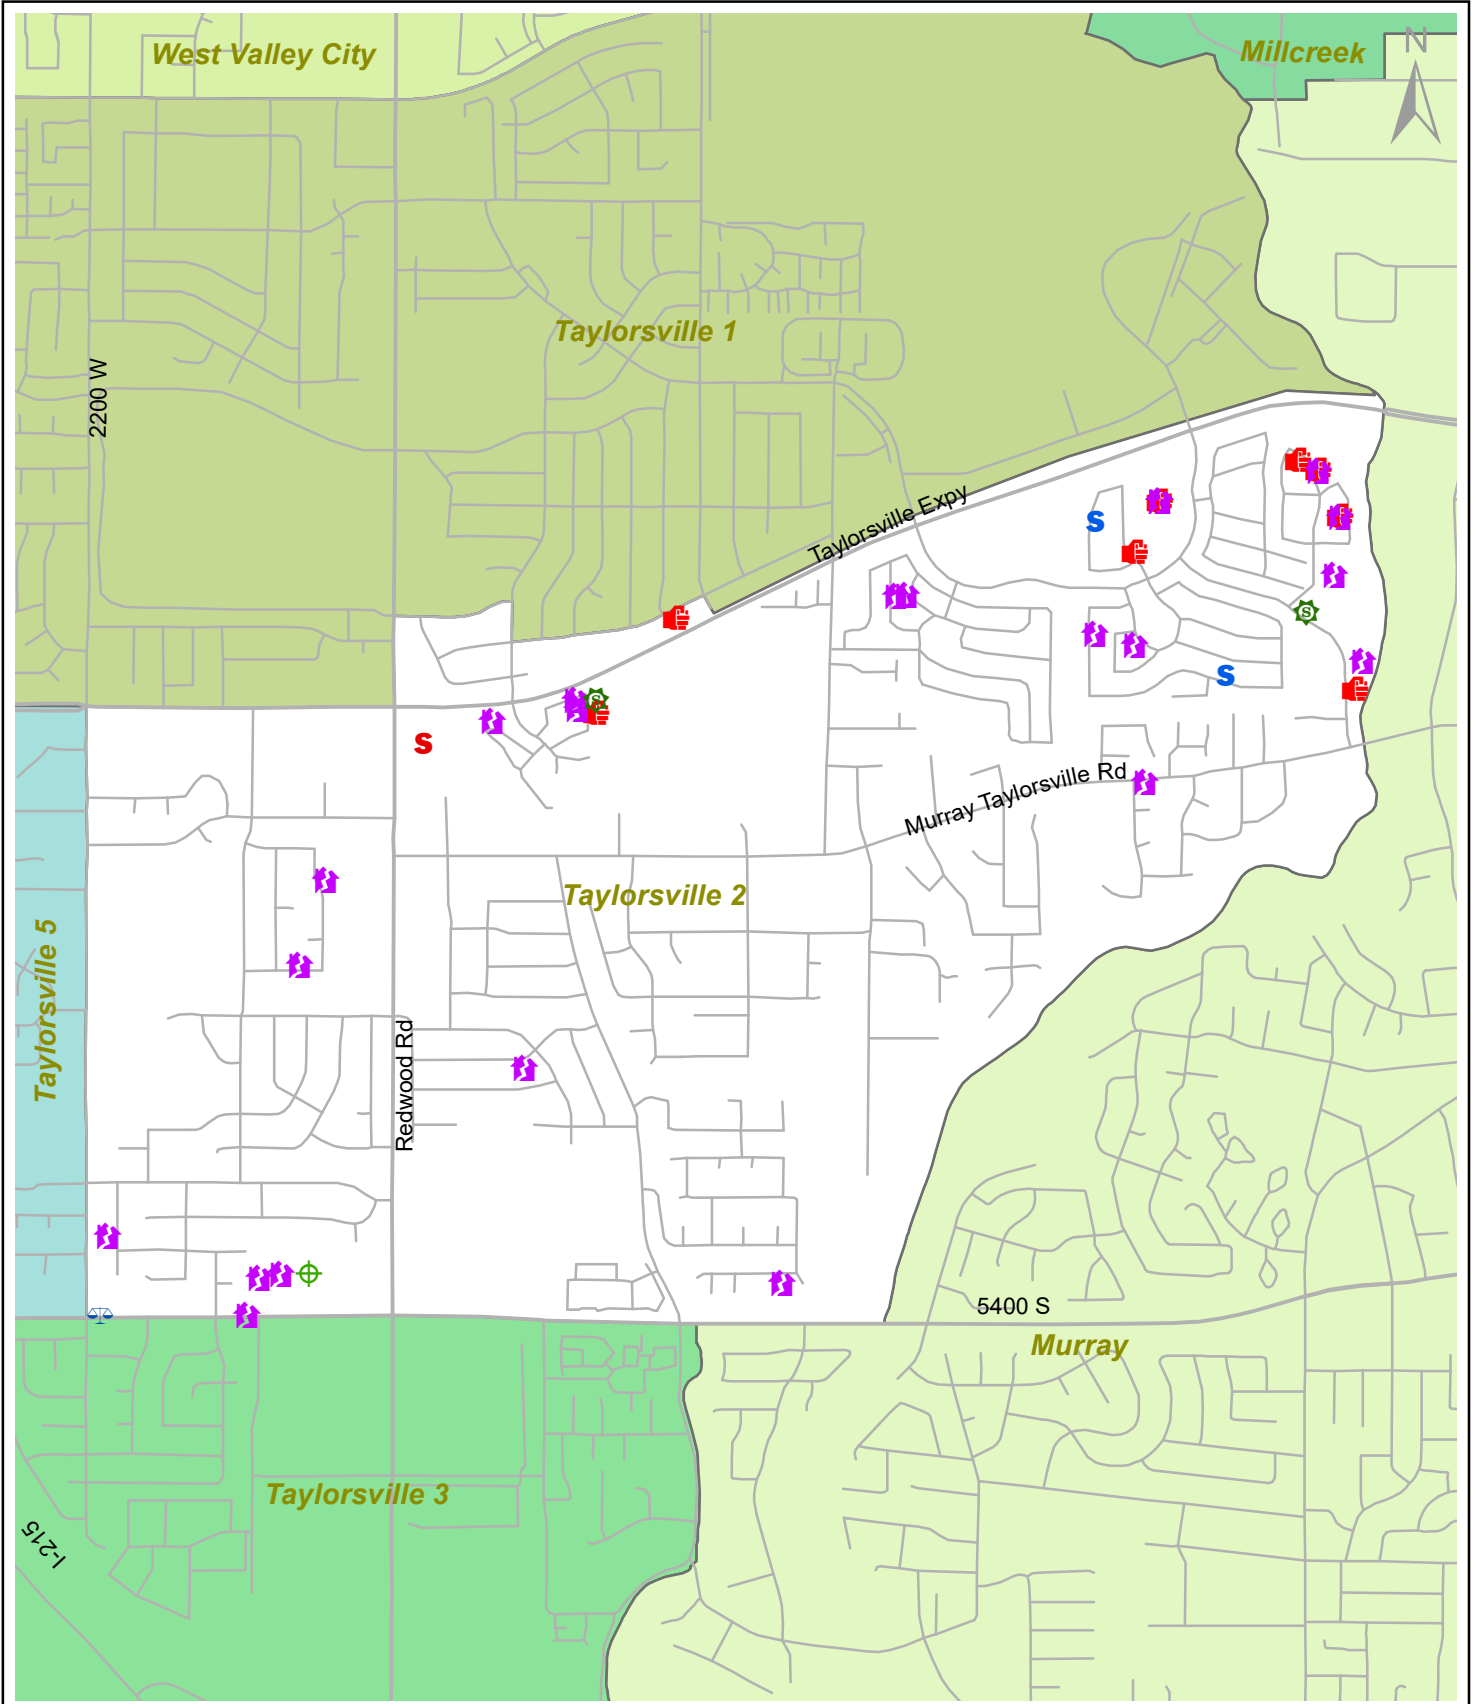 West Valley City
Millcreek
N
Taylorsville 1
2200 W
Taylorsville Expy
S
S
S
S
S
Murray Taylorsville Rd
Taylorsville 2
Taylorsville 5
Redwood Rd
5400 S
Murray
Taylorsville 3
I-215